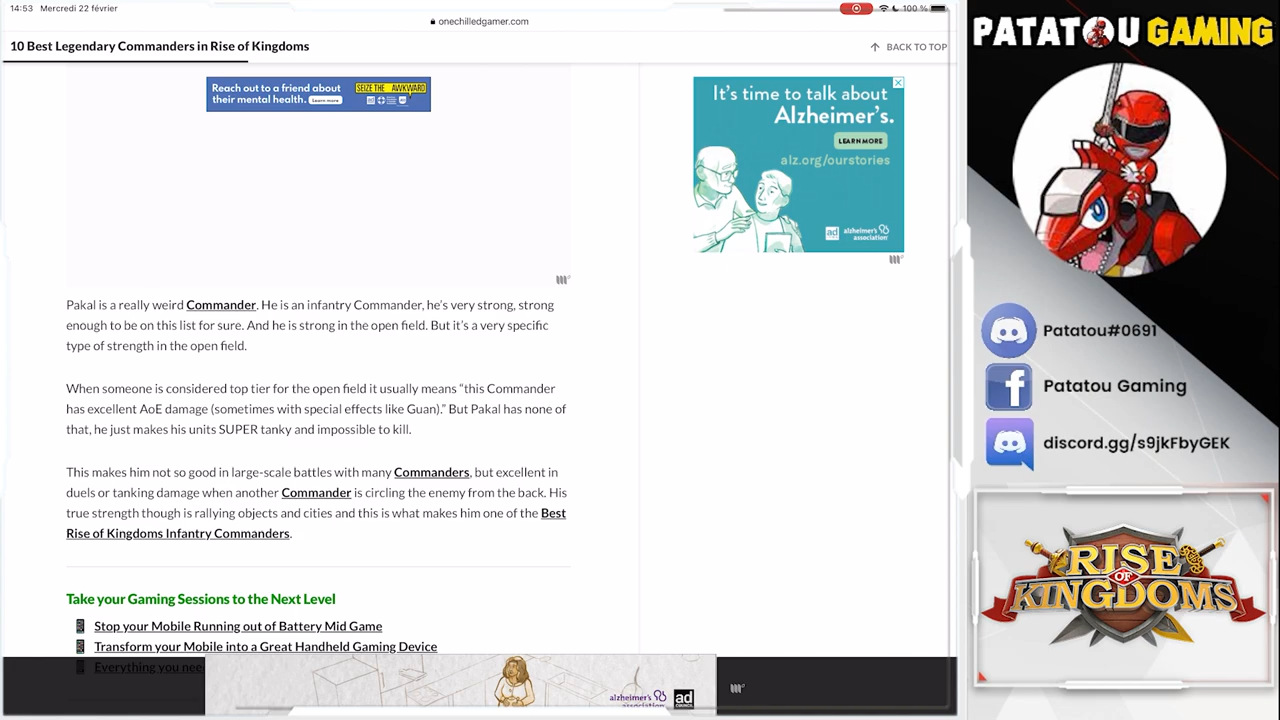 14:53 Mercredi 22 février
100 %
onechilledgamer.com
10 Best Legendary Commanders in Rise of Kingdoms
BACK TO TOP
Reach out to a friend about
their mental health. Learn more
SEIZE THE AWKWARD
It's time to talk about
Alzheimer's.
LEARN MORE
alz.org/ourstories
ad
alzheimer's
association
Pakal is a really weird Commander. He is an infantry Commander, he's very strong, strong
enough to be on this list for sure. And he is strong in the open field. But it's a very specific
type of strength in the open field.
When someone is considered top tier for the open field it usually means "this Commander
has excellent AoE damage (sometimes with special effects like Guan)." But Pakal has none of
that, he just makes his units SUPER tanky and impossible to kill.
This makes him not so good in large-scale battles with many Commanders, but excellent in
duels or tanking damage when another Commander is circling the enemy from the back. His
true strength though is rallying objects and cities and this is what makes him one of the Best
Rise of Kingdoms Infantry Commanders.
Take your Gaming Sessions to the Next Level
Stop your Mobile Running out of Battery Mid Game
Transform your Mobile into a Great Handheld Gaming Device
Everything you nee
alzheimer's
association
ad
PATATOU GAMING
Patatou#0691
Patatou Gaming
discord.gg/s9jkFbyGEK
RISE
OF
KINGDOMS